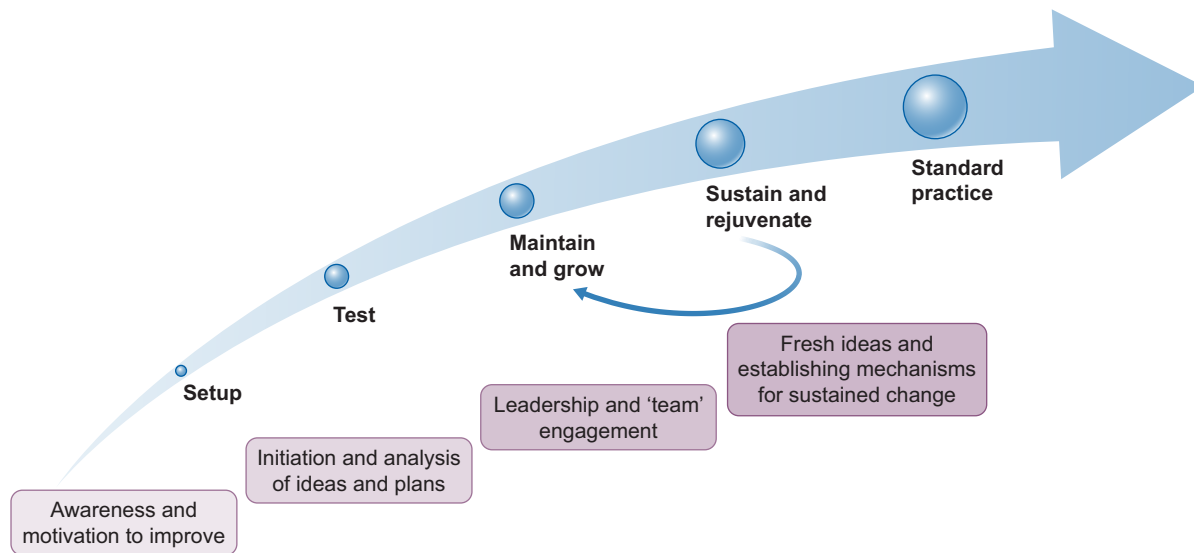 Standard
practice
Sustain and
rejuvenate
Maintain
and grow
Test
Setup
Fresh ideas and
establishing mechanisms
for sustained change
Leadership and ‘team’
engagement
Initiation and analysis
of ideas and plans
Awareness and
motivation to improve